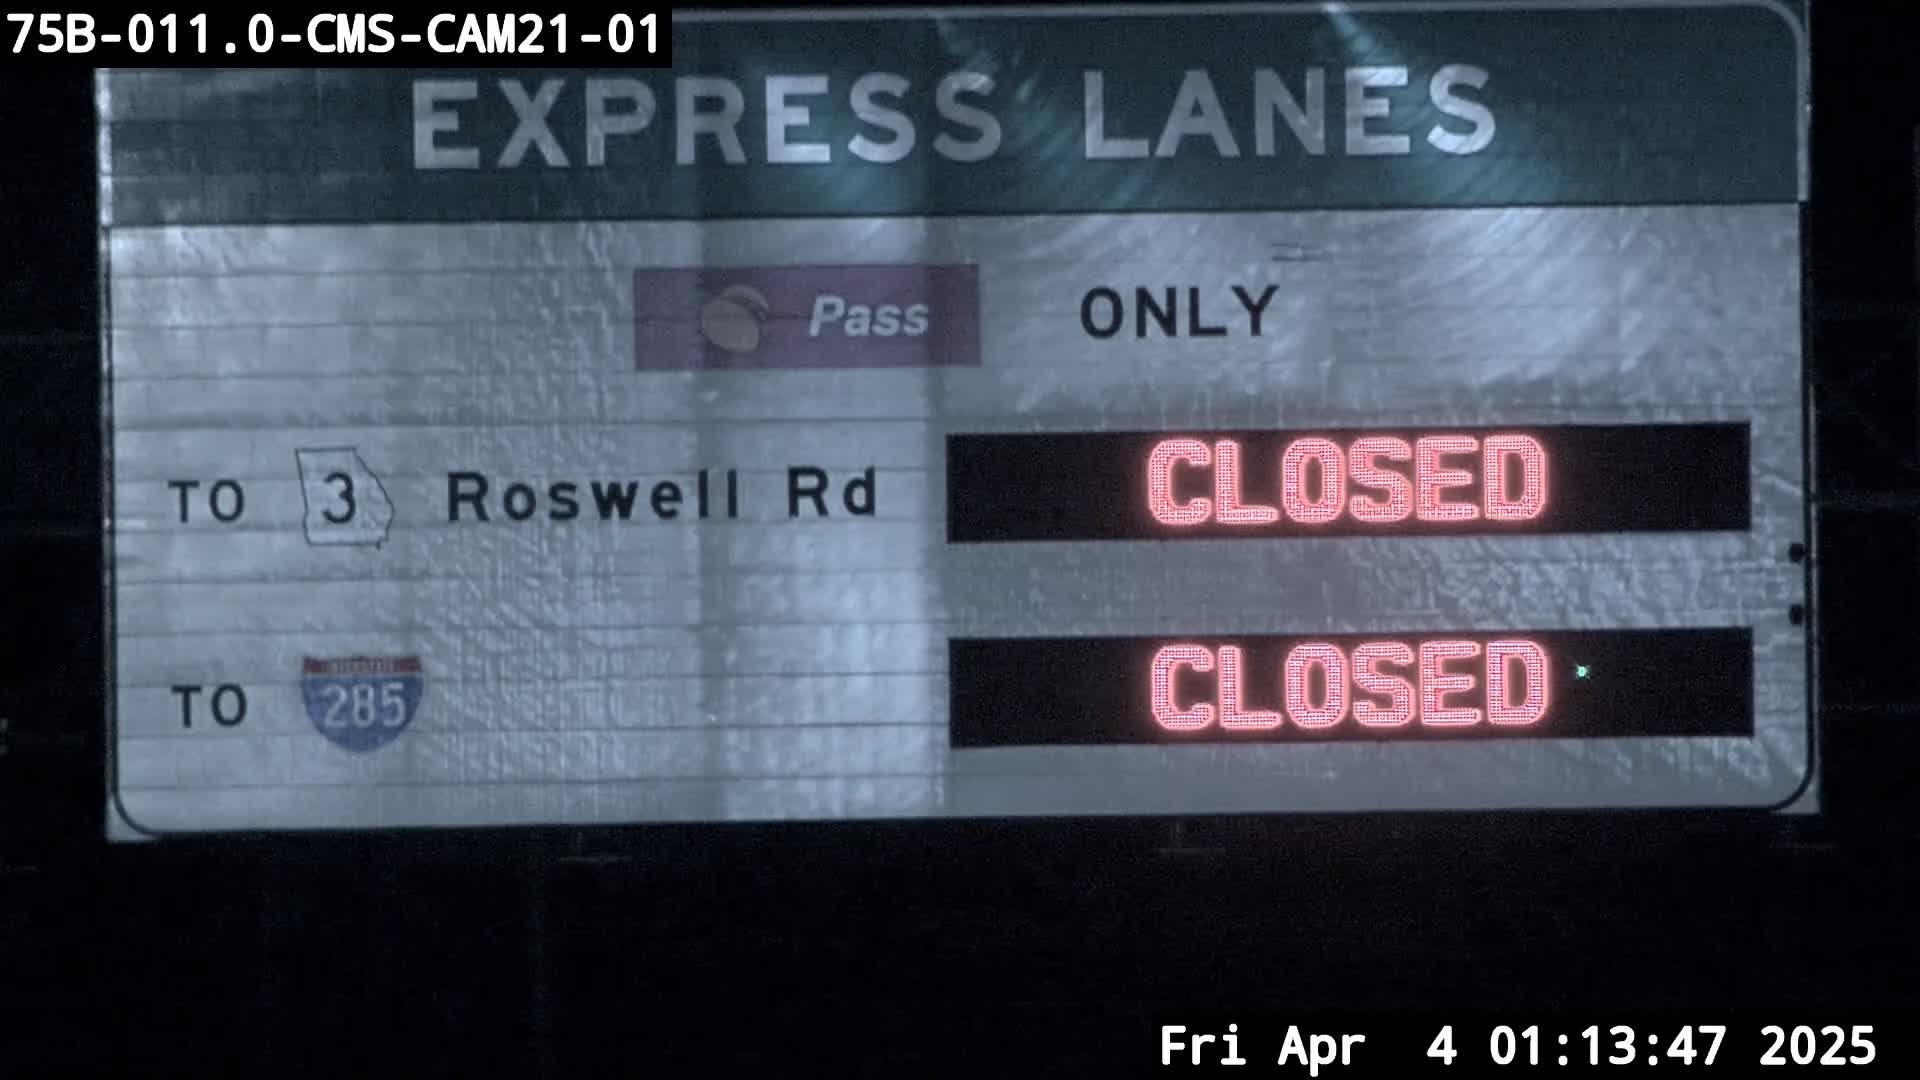 75B-011.0-CMS-CAM21-01
EXPRESS LANES
Pass ONLY
TO 3 Roswell Rd CLOSED
TO 285 CLOSED
Fri Apr 4 01:13:47 2025